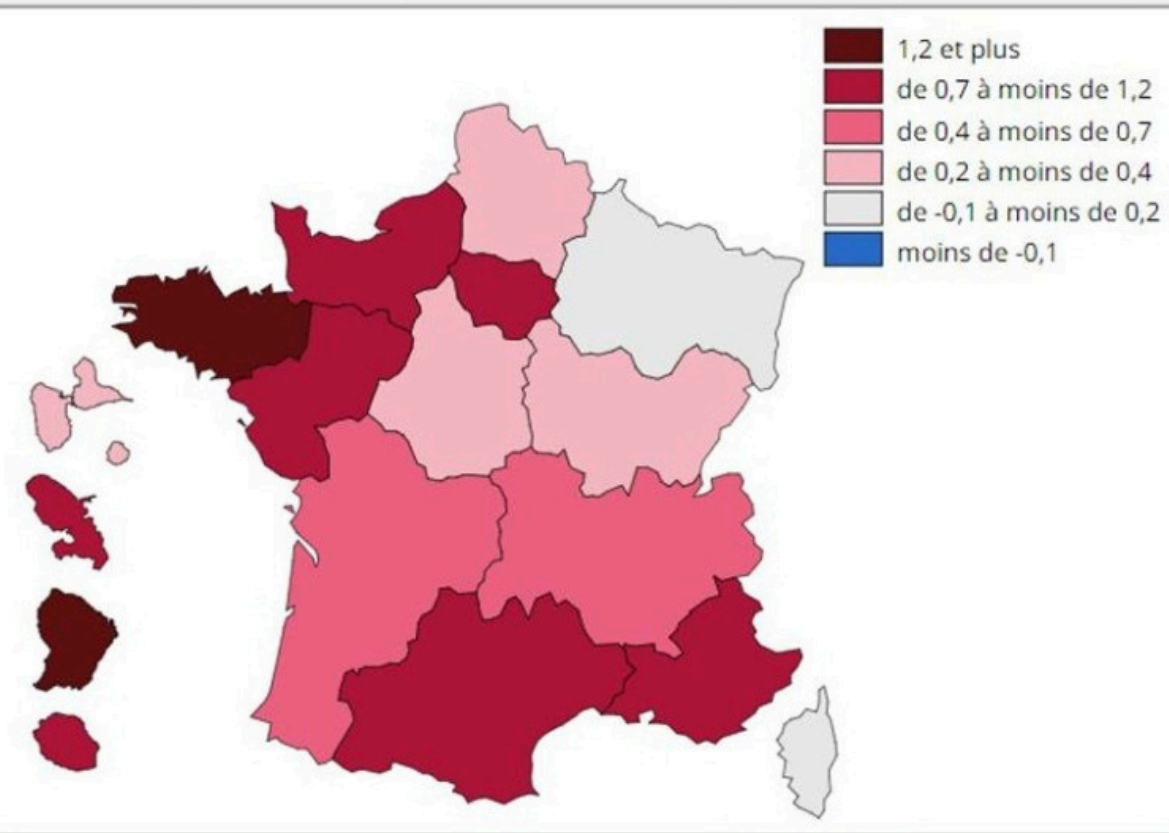 1,2 et plus
de 0,7 à moins de 1,2
de 0,4 à moins de 0,7
de 0,2 à moins de 0,4
de -0,1 à moins de 0,2
moins de -0,1